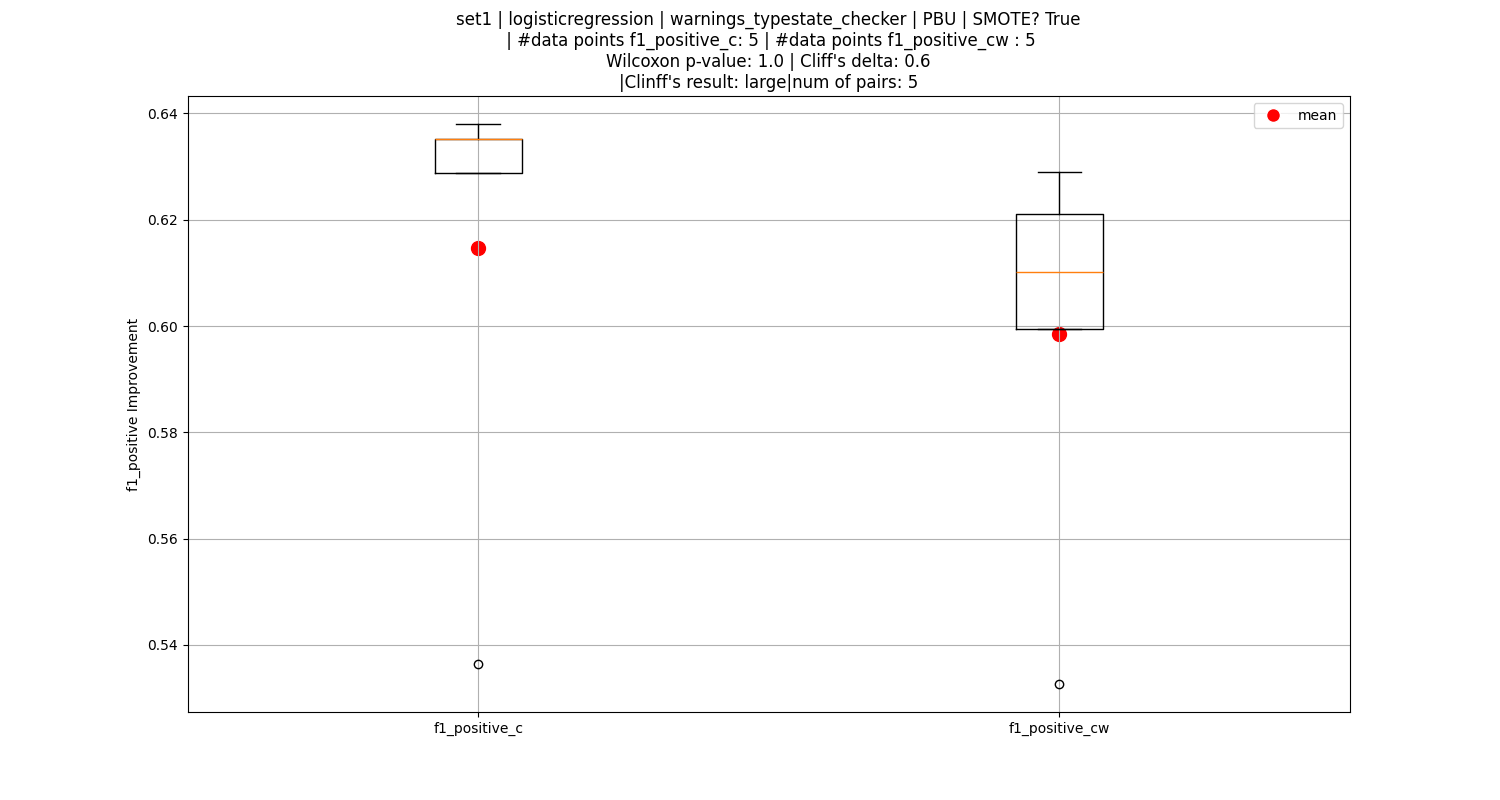 set1 | logisticregression | warnings_typestate_checker | PBU | SMOTE? True
| #data points f1_positive_c: 5 | #data points f1_positive_cw : 5
Wilcoxon p-value: 1.0 | Cliff's delta: 0.6
|Clinff's result: large|num of pairs: 5
mean
0.64
0.62
0.60
0.58
0.56
0.54
f1_positive Improvement
f1_positive_c
f1_positive_cw